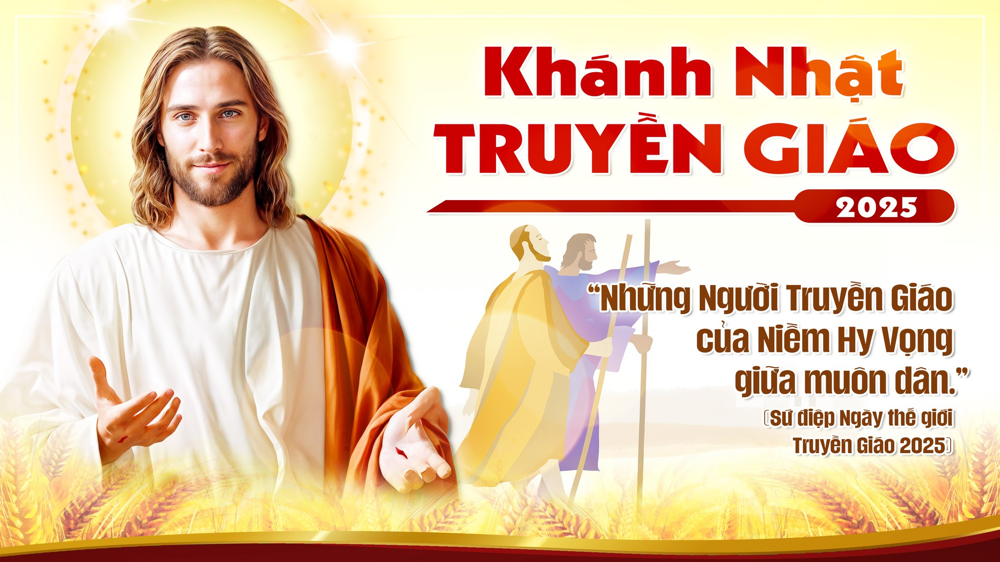 Khánh Nhật
TRUYỀN GIÁO
2025
“Những Người Truyền Giáo
của Niềm Hy Vọng
giữa muôn dân.”
(Sứ điệp Ngày thế giới
Truyền Giáo 2025)